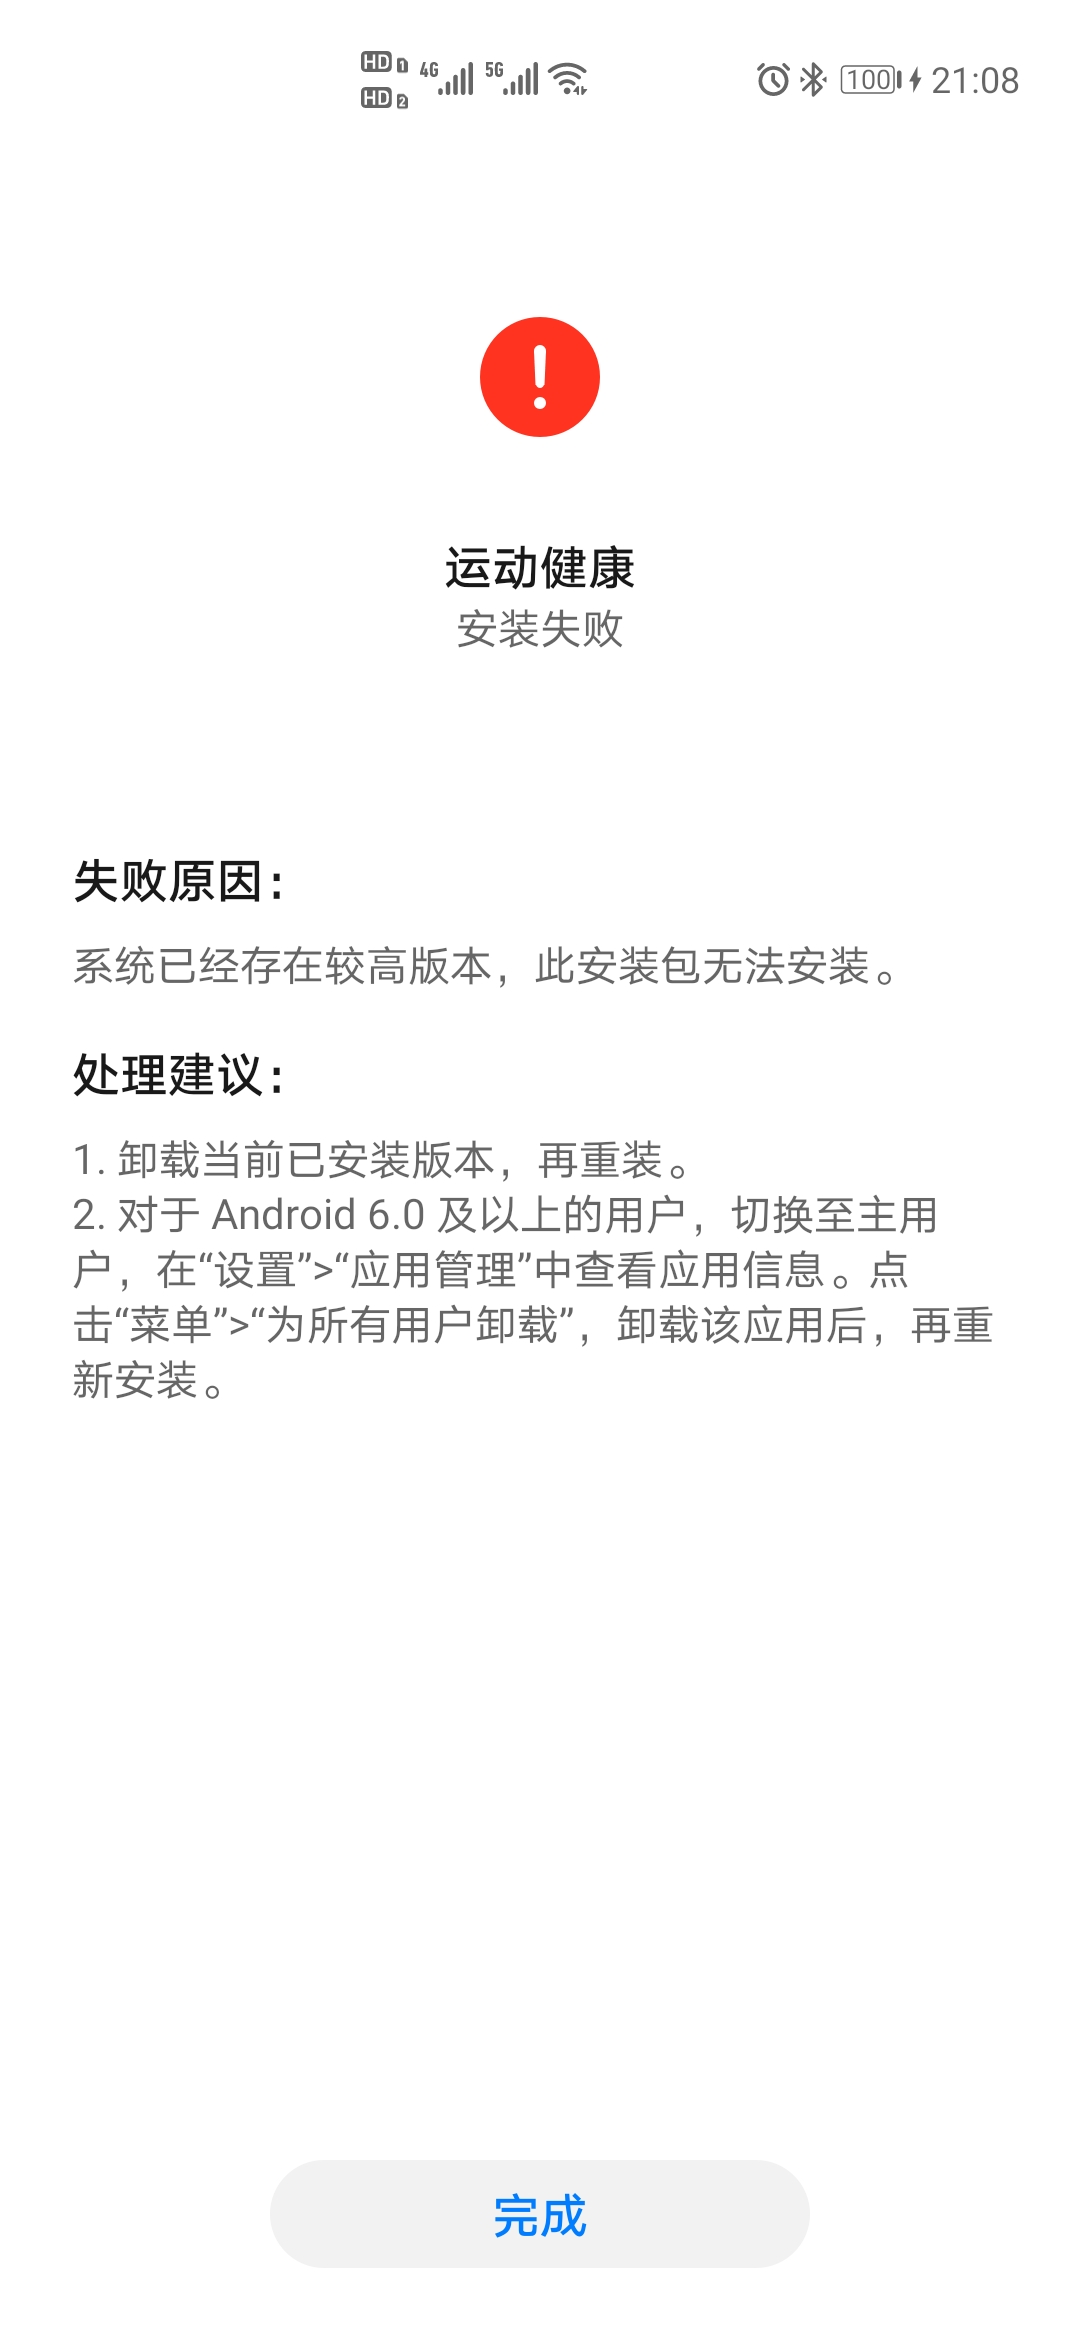 HD 1 4G 5G 100 21:08
HD 2
运动健康
安装失败
失败原因：
系统已经存在较高版本，此安装包无法安装。
处理建议：
1. 卸载当前已安装版本，再重装。
2. 对于 Android 6.0 及以上的用户，切换至主用
户，在“设置”>“应用管理”中查看应用信息。点
击“菜单”>“为所有用户卸载”，卸载该应用后，再重
新安装。
完成